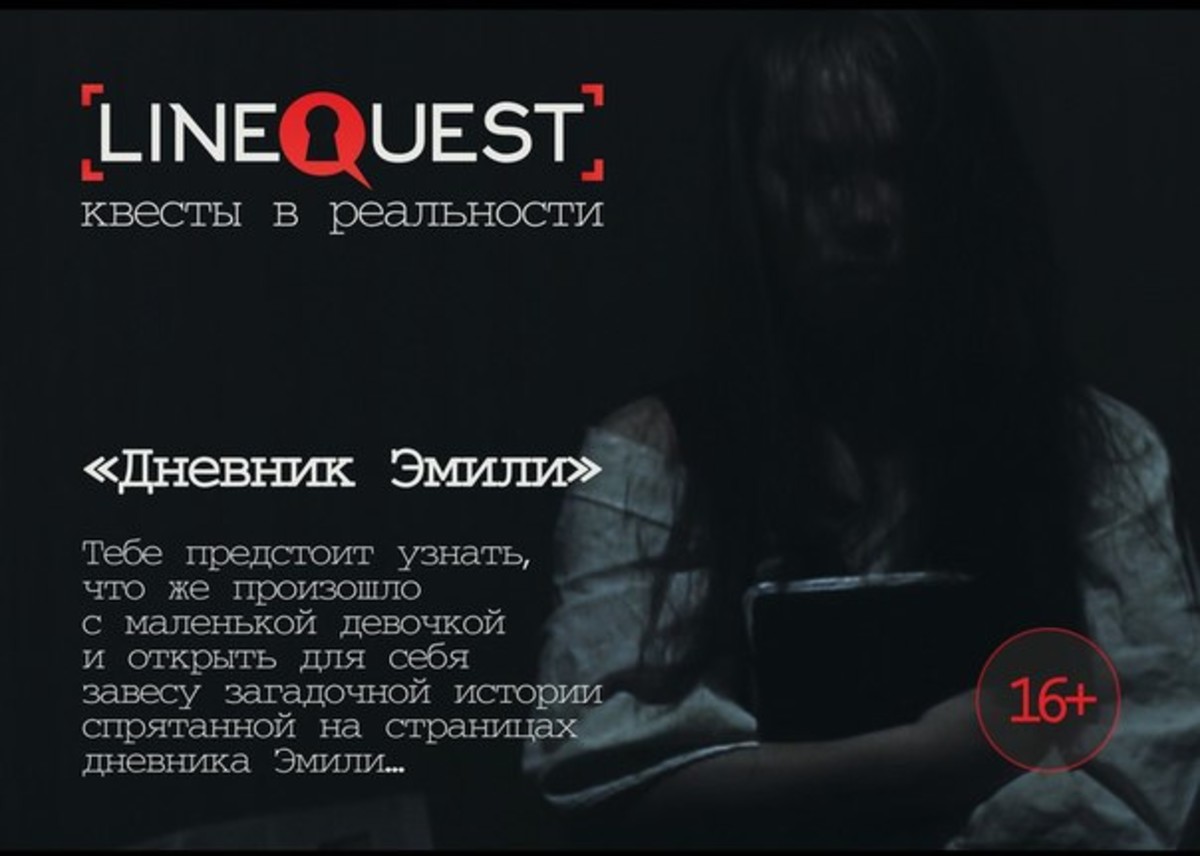 LINEQUEST
квесты в реальности
«Дневник Эмили»
Тебе предстоит узнать,
что же произошло
с маленькой девочкой
и открыть для себя
завесу загадочной истории
спрятанной на страницах
дневника Эмили…
16+